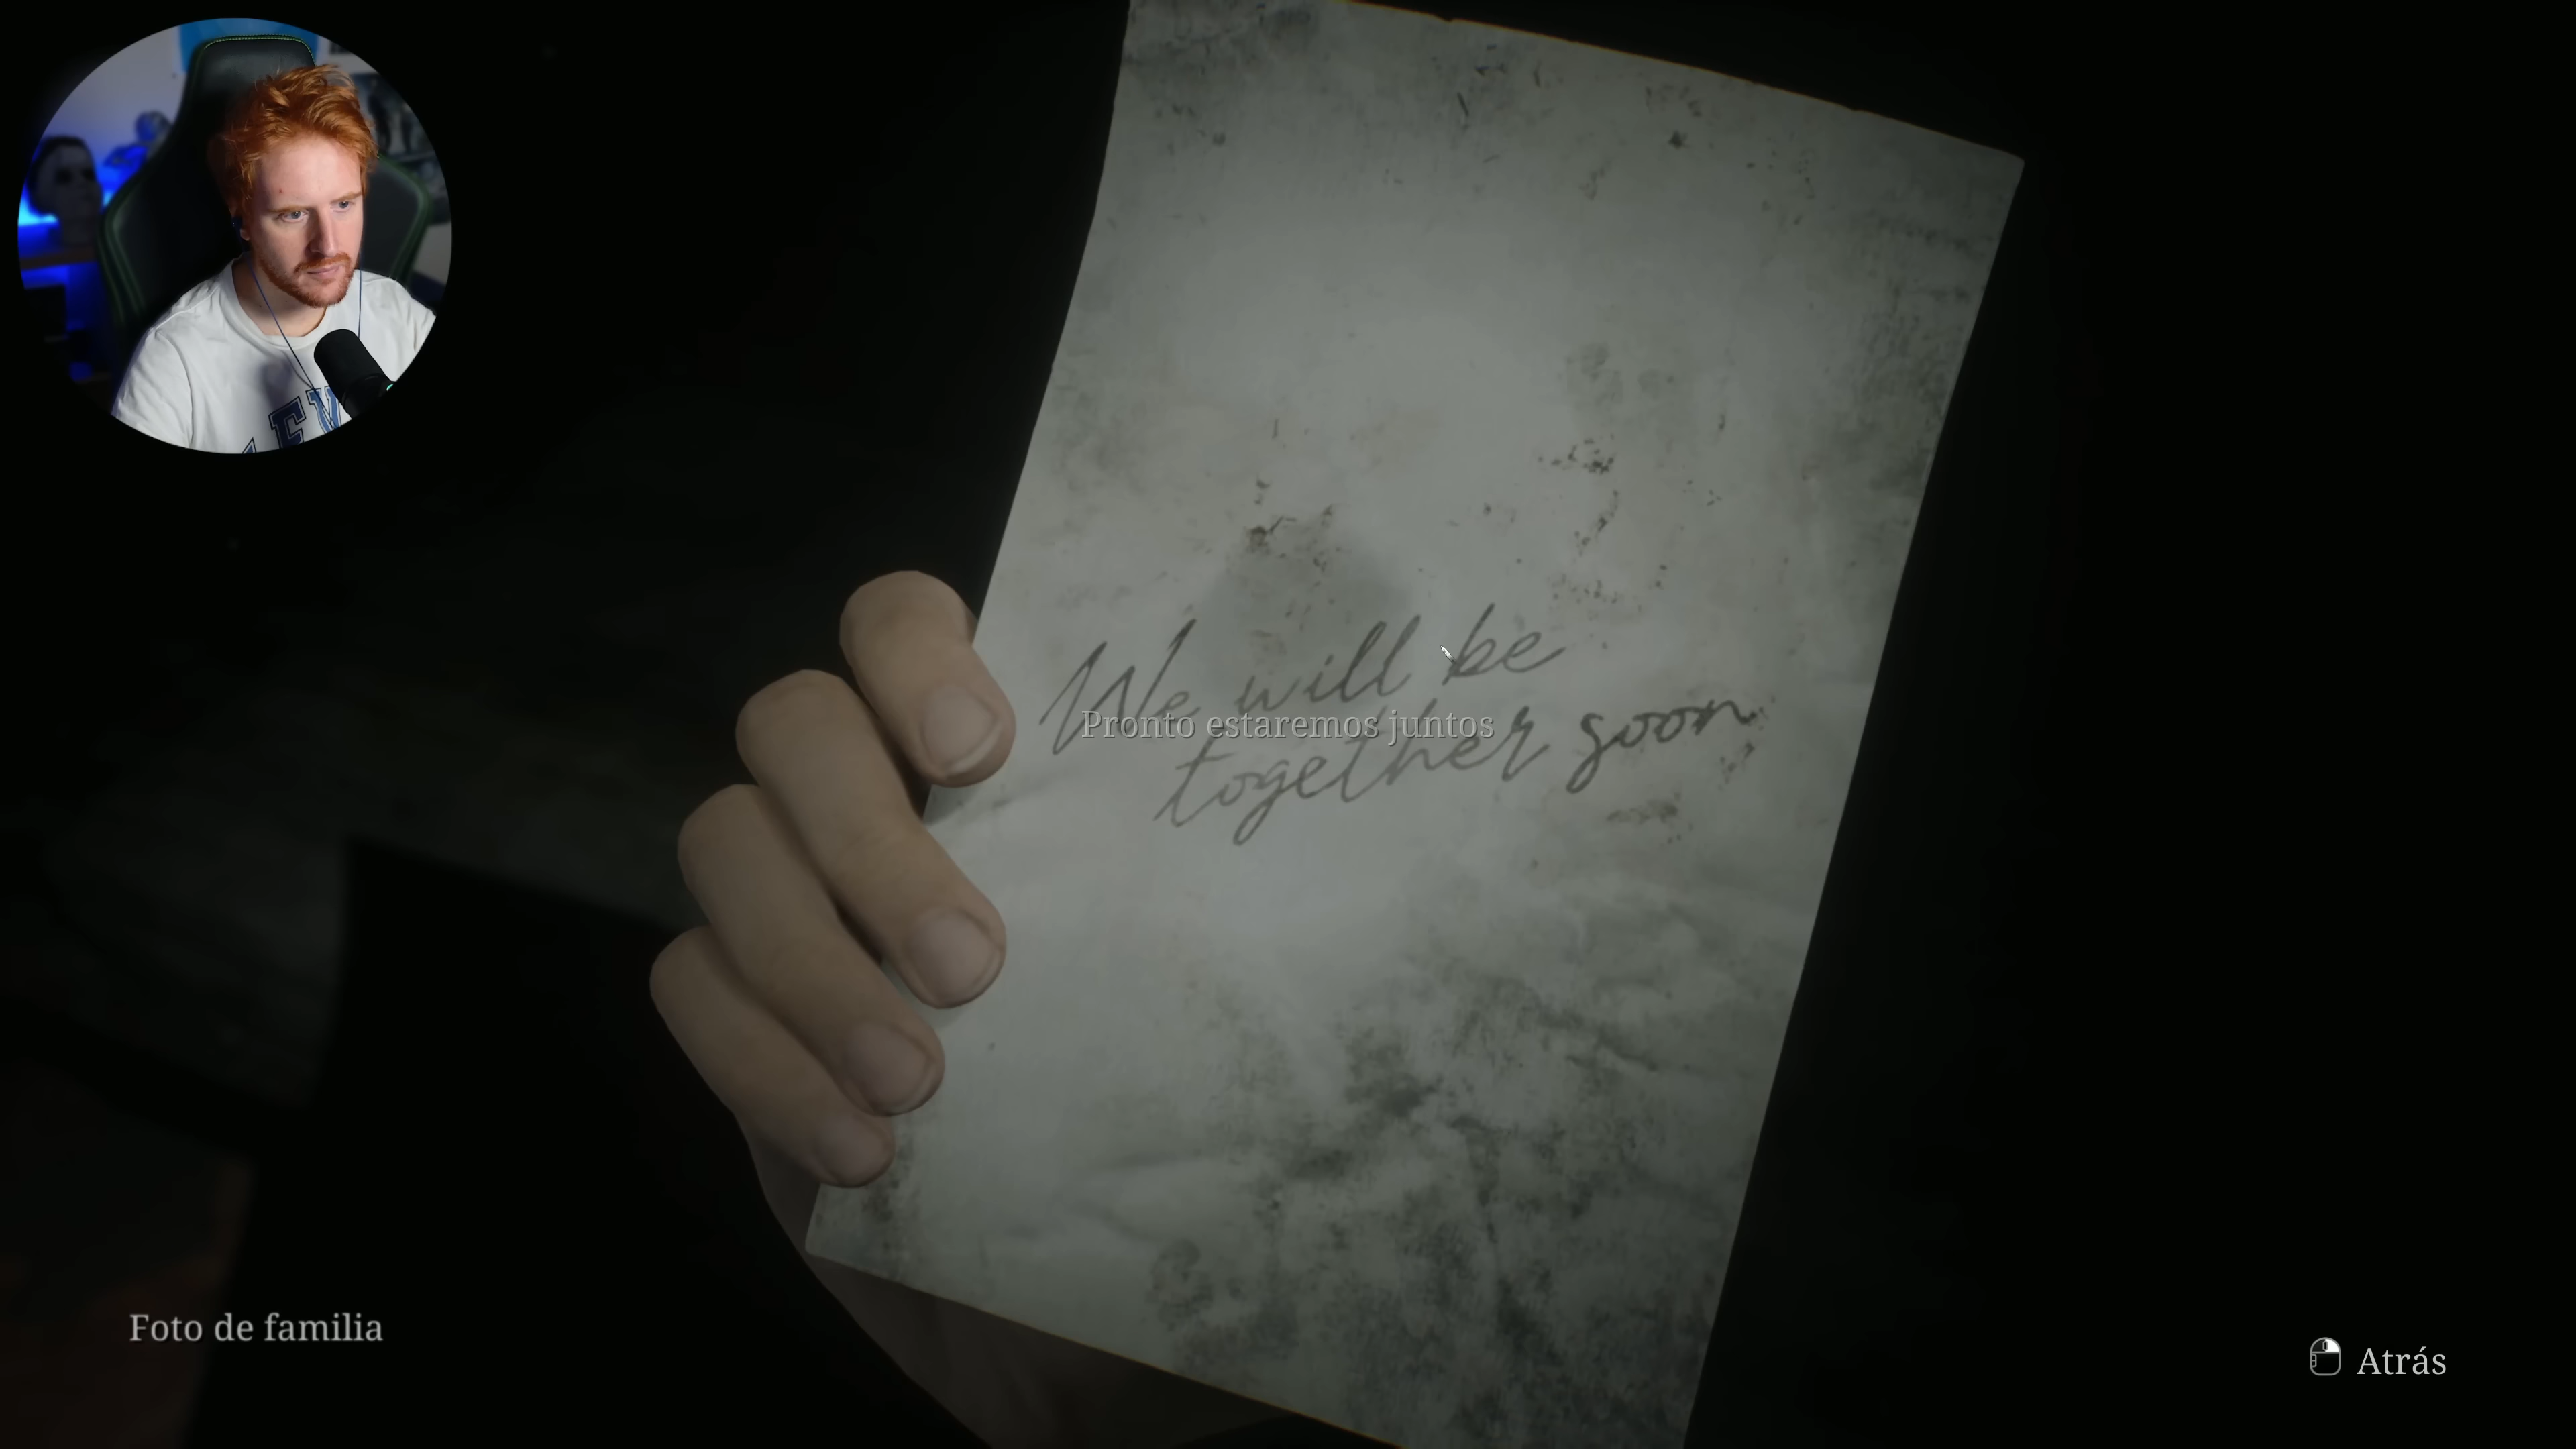 We will be
together soon
Pronto estaremos juntos
Foto de familia
Atrás